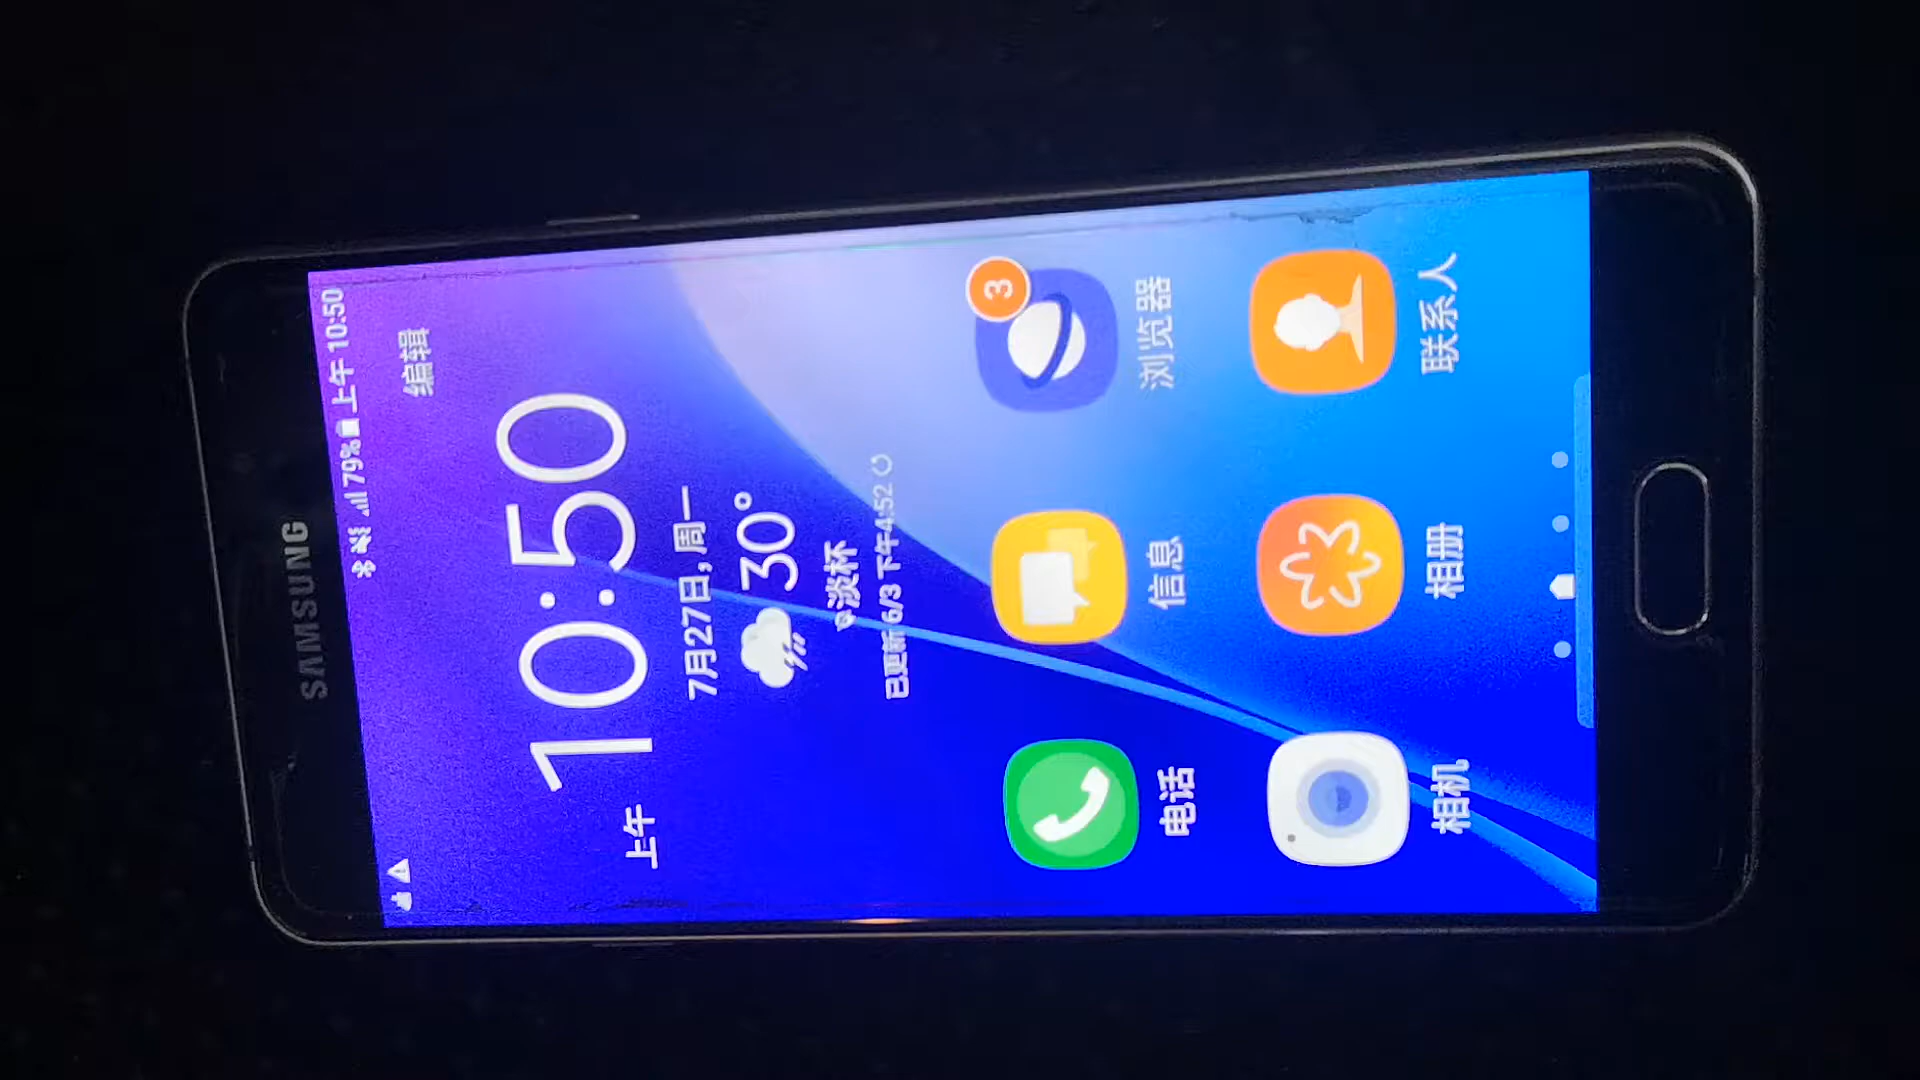 SAMSUNG
79% 上午 10:50
编辑
上午 10:50
7月27日, 周一
30°
淡杯
已更新 6/3 下午4:52
3
电话 信息 浏览器
相机 相册 联系人